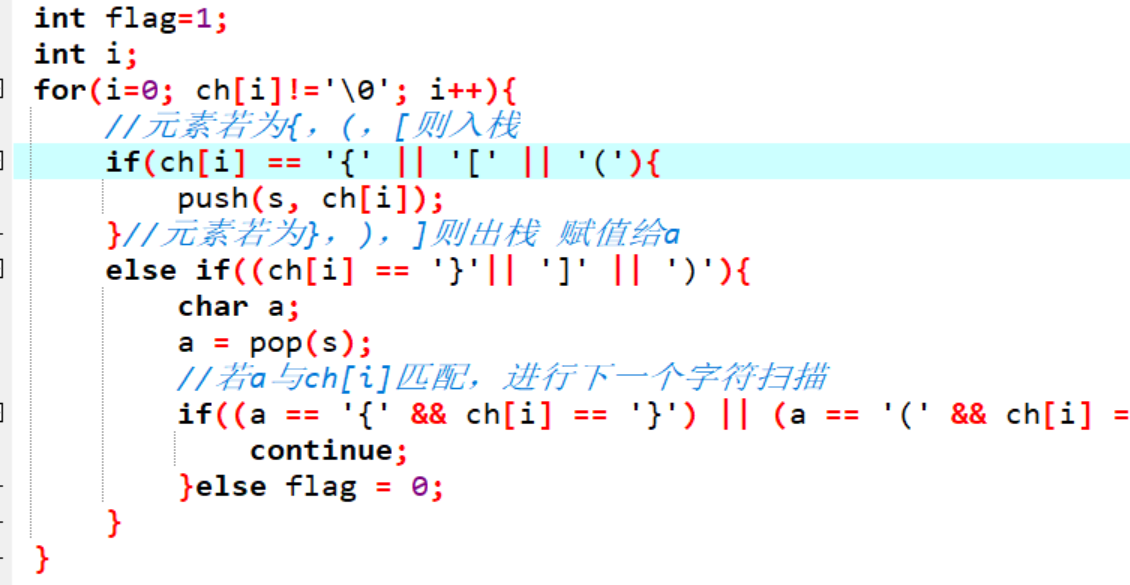 int flag=1;
int i;
for(i=0; ch[i]!='\0'; i++){
//元素若为{，(，[则入栈
if(ch[i] == '{' || '[' || '('){
push(s, ch[i]);
}//元素若为}，)，]则出栈 赋值给a
else if((ch[i] == '}'|| ']' || ')'){
char a;
a = pop(s);
//若a与ch[i]匹配，进行下一个字符扫描
if((a == '{' && ch[i] == '}') || (a == '(' && ch[i] =
continue;
}else flag = 0;
}
}